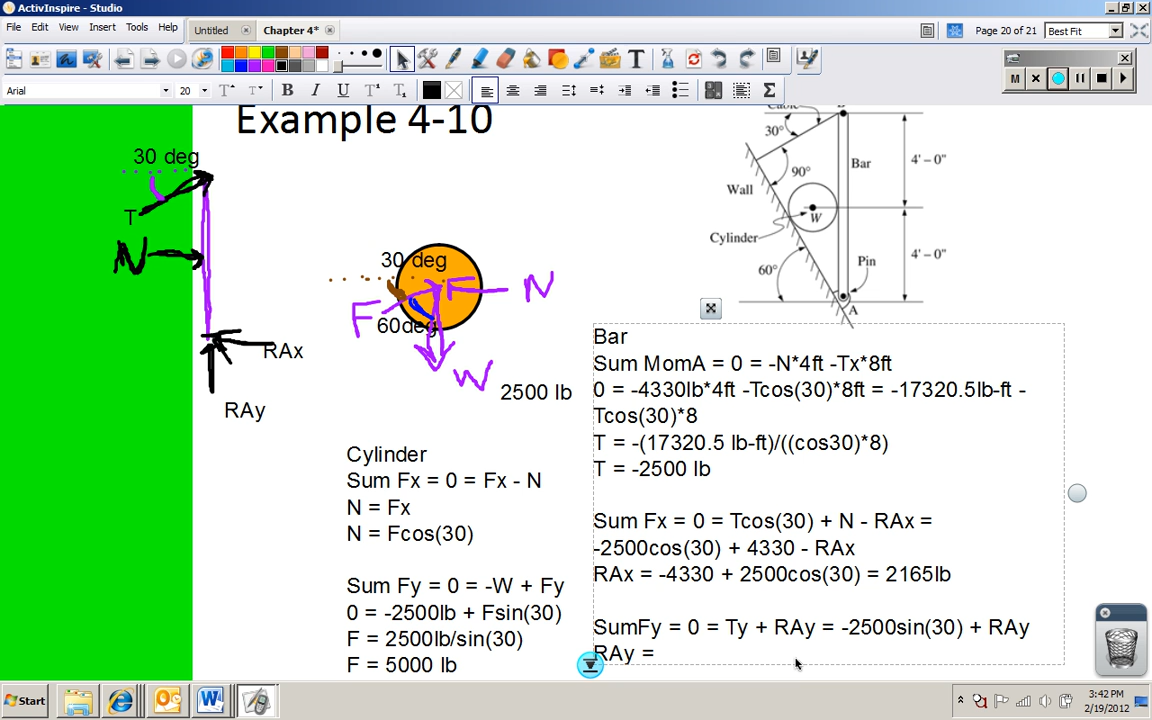 ActivInspire - Studio
File Edit View Insert Tools Help
Untitled
Chapter 4*
Page 20 of 21
Best Fit
Arial
20
B I U
M
Example 4-10
30 deg
T
N
RAx
RAy
30 deg
F
F
N
60deg
W
2500 lb
Cylinder
Sum Fx = 0 = Fx - N
N = Fx
N = Fcos(30)
Sum Fy = 0 = -W + Fy
0 = -2500lb + Fsin(30)
F = 2500lb/sin(30)
F = 5000 lb
30°
4' – 0"
Bar
90°
Wall
W
Cylinder
4' – 0"
Pin
60°
A
Bar
Sum MomA = 0 = -N*4ft -Tx*8ft
0 = -4330lb*4ft -Tcos(30)*8ft = -17320.5lb-ft -
Tcos(30)*8
T = -(17320.5 lb-ft)/((cos30)*8)
T = -2500 lb
Sum Fx = 0 = Tcos(30) + N - RAx =
-2500cos(30) + 4330 - RAx
RAx = -4330 + 2500cos(30) = 2165lb
SumFy = 0 = Ty + RAy = -2500sin(30) + RAy
RAy =
Start
3:42 PM
2/19/2012